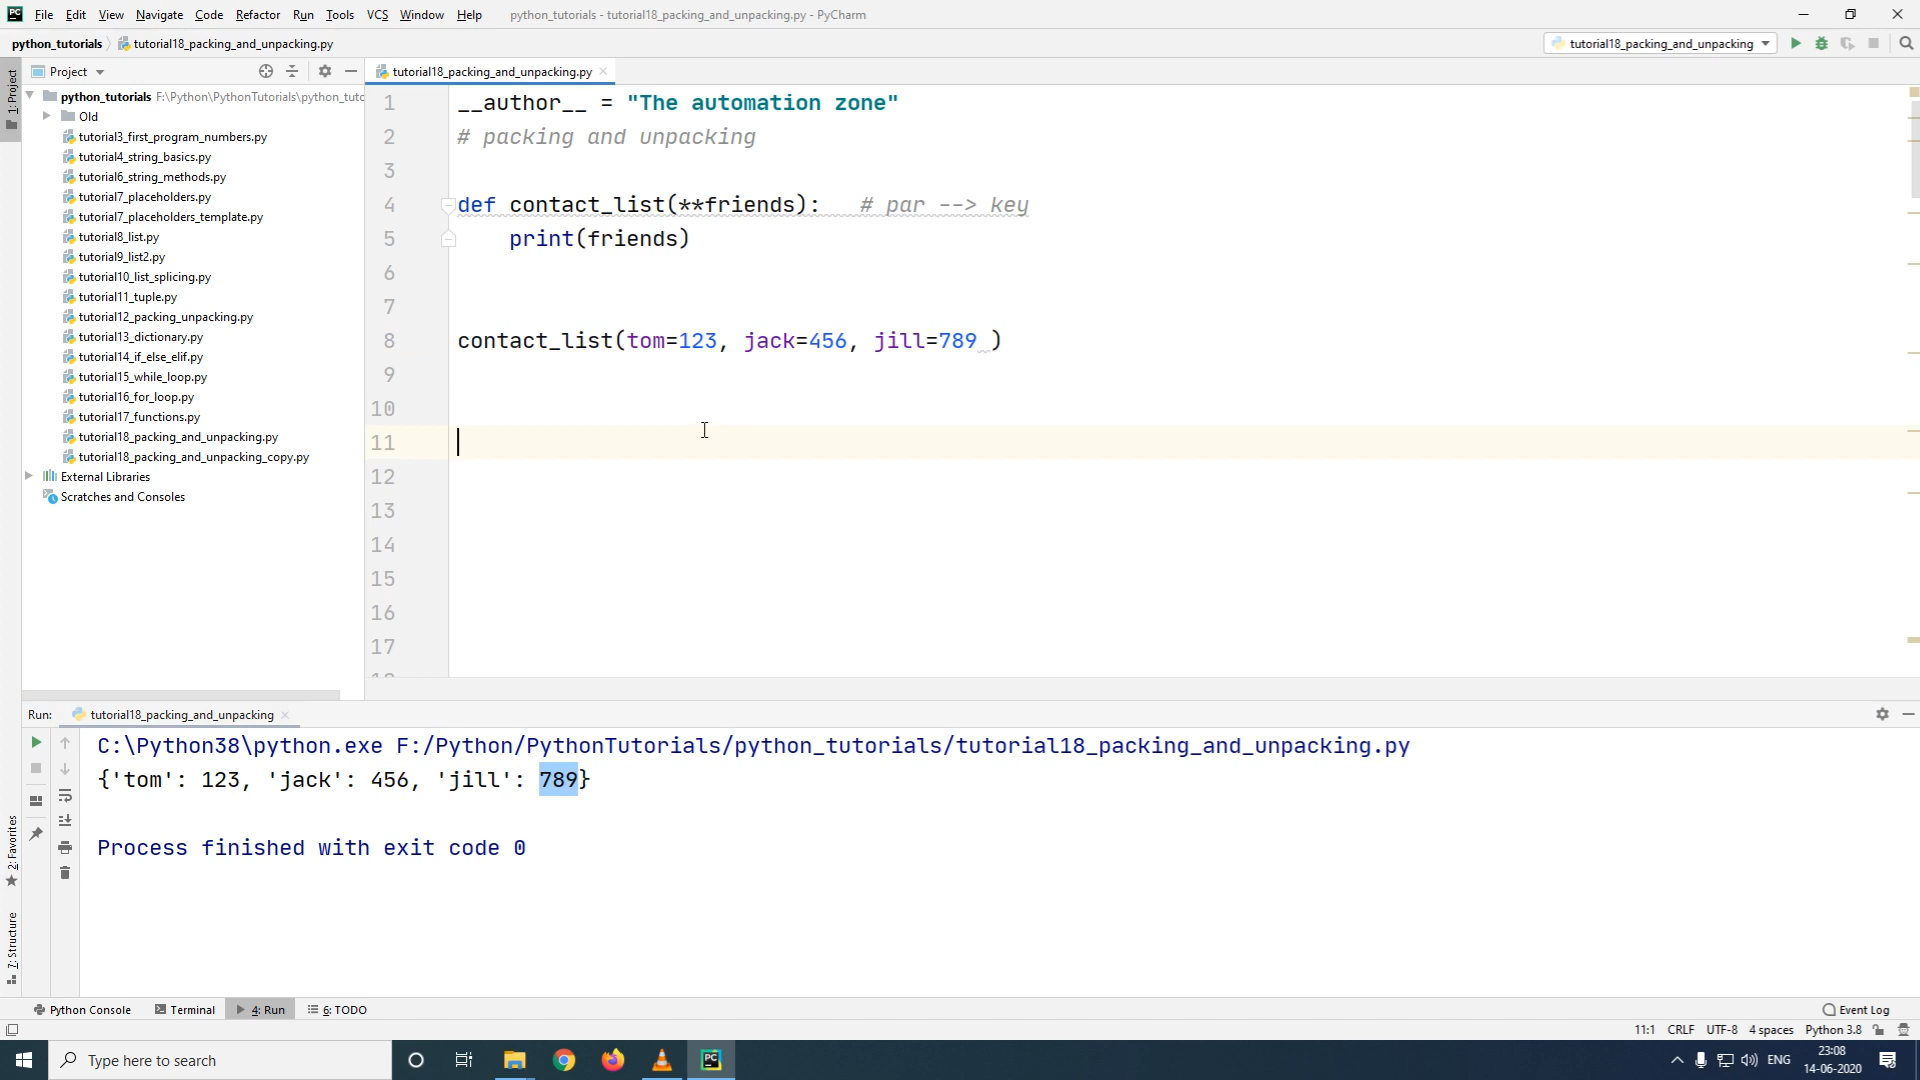 File Edit View Navigate Code Refactor Run Tools VCS Window Help python_tutorials - tutorial18_packing_and_unpacking.py - PyCharm
python_tutorials tutorial18_packing_and_unpacking.py tutorial18_packing_and_unpacking
1: Project
Project tutorial18_packing_and_unpacking.py
python_tutorials F:\Python\PythonTutorials\python_tuto
Old
tutorial3_first_program_numbers.py
tutorial4_string_basics.py
tutorial6_string_methods.py
tutorial7_placeholders.py
tutorial7_placeholders_template.py
tutorial8_list.py
tutorial9_list2.py
tutorial10_list_splicing.py
tutorial11_tuple.py
tutorial12_packing_unpacking.py
tutorial13_dictionary.py
tutorial14_if_else_elif.py
tutorial15_while_loop.py
tutorial16_for_loop.py
tutorial17_functions.py
tutorial18_packing_and_unpacking.py
tutorial18_packing_and_unpacking_copy.py
External Libraries
Scratches and Consoles
1 __author__ = "The automation zone"
2 # packing and unpacking
3
4 def contact_list(**friends):   # par --> key
5     print(friends)
6
7
8 contact_list(tom=123, jack=456, jill=789 )
9
10
11
12
13
14
15
16
17
Run: tutorial18_packing_and_unpacking
C:\Python38\python.exe F:/Python/PythonTutorials/python_tutorials/tutorial18_packing_and_unpacking.py
{'tom': 123, 'jack': 456, 'jill': 789}
Process finished with exit code 0
2: Favorites
7: Structure
Python Console Terminal 4: Run 6: TODO Event Log
11:1 CRLF UTF-8 4 spaces Python 3.8
Type here to search ENG 23:08
14-06-2020